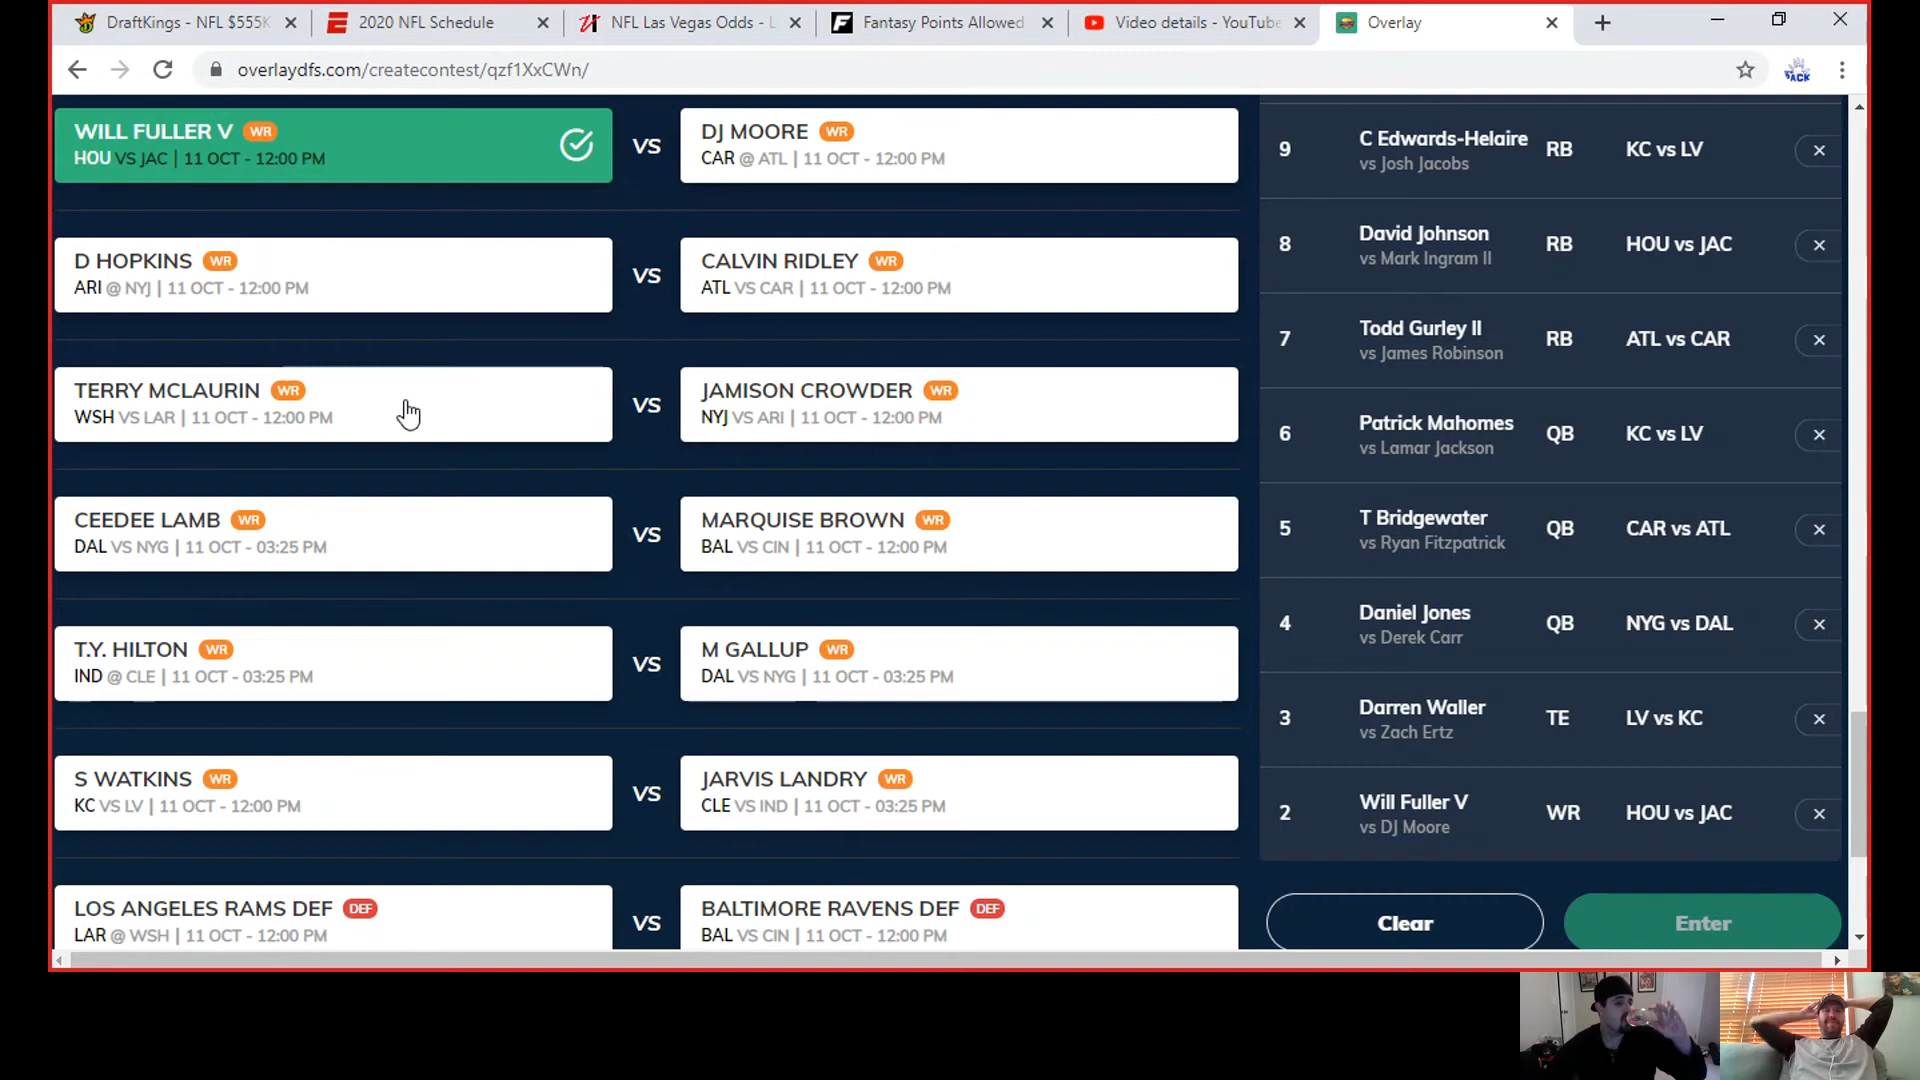 DraftKings - NFL $555K
2020 NFL Schedule
NFL Las Vegas Odds - L
Fantasy Points Allowed
Video details - YouTube
Overlay
overlaydfs.com/createcontest/qzf1XxCWn/
WILL FULLER V WR
HOU VS JAC | 11 OCT - 12:00 PM
VS
DJ MOORE WR
CAR @ ATL | 11 OCT - 12:00 PM
D HOPKINS WR
ARI @ NYJ | 11 OCT - 12:00 PM
VS
CALVIN RIDLEY WR
ATL VS CAR | 11 OCT - 12:00 PM
TERRY MCLAURIN WR
WSH VS LAR | 11 OCT - 12:00 PM
VS
JAMISON CROWDER WR
NYJ VS ARI | 11 OCT - 12:00 PM
CEEDEE LAMB WR
DAL VS NYG | 11 OCT - 03:25 PM
VS
MARQUISE BROWN WR
BAL VS CIN | 11 OCT - 12:00 PM
T.Y. HILTON WR
IND @ CLE | 11 OCT - 03:25 PM
VS
M GALLUP WR
DAL VS NYG | 11 OCT - 03:25 PM
S WATKINS WR
KC VS LV | 11 OCT - 12:00 PM
VS
JARVIS LANDRY WR
CLE VS IND | 11 OCT - 03:25 PM
LOS ANGELES RAMS DEF DEF
LAR @ WSH | 11 OCT - 12:00 PM
VS
BALTIMORE RAVENS DEF DEF
BAL VS CIN | 11 OCT - 12:00 PM
9 C Edwards-Helaire RB KC vs LV
vs Josh Jacobs
8 David Johnson RB HOU vs JAC
vs Mark Ingram II
7 Todd Gurley II RB ATL vs CAR
vs James Robinson
6 Patrick Mahomes QB KC vs LV
vs Lamar Jackson
5 T Bridgewater QB CAR vs ATL
vs Ryan Fitzpatrick
4 Daniel Jones QB NYG vs DAL
vs Derek Carr
3 Darren Waller TE LV vs KC
vs Zach Ertz
2 Will Fuller V WR HOU vs JAC
vs DJ Moore
Clear
Enter